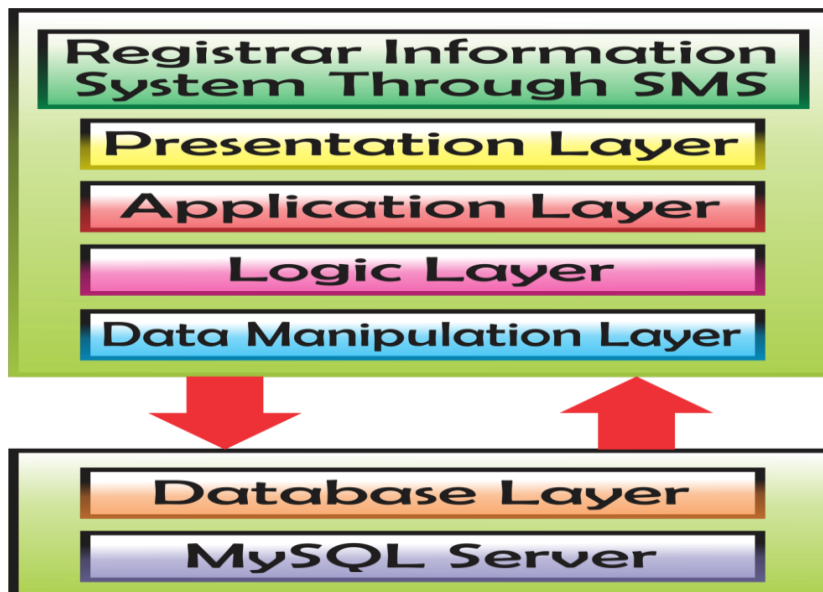 Registrar Information
System Through SMS
Presentation Layer
Application Layer
Logic Layer
Data Manipulation Layer
Database Layer
MySQL Server